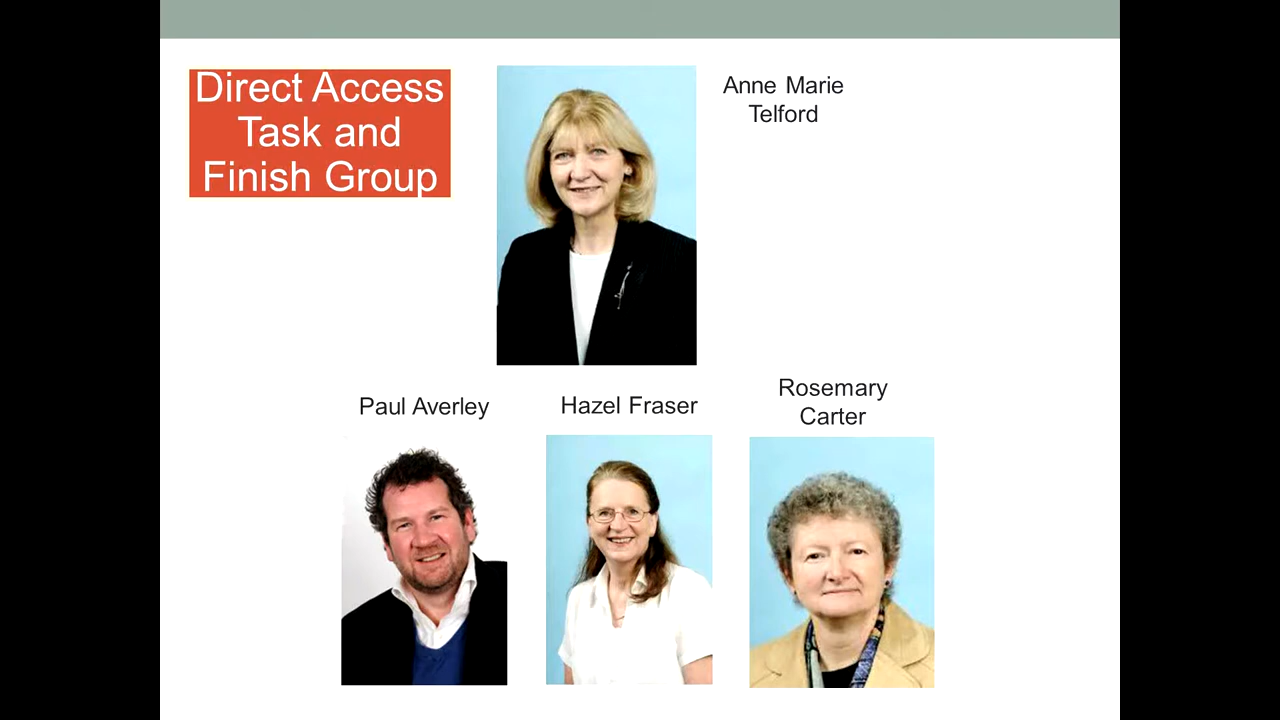 Direct Access
Task and
Finish Group
Anne Marie
Telford
Paul Averley
Hazel Fraser
Rosemary
Carter